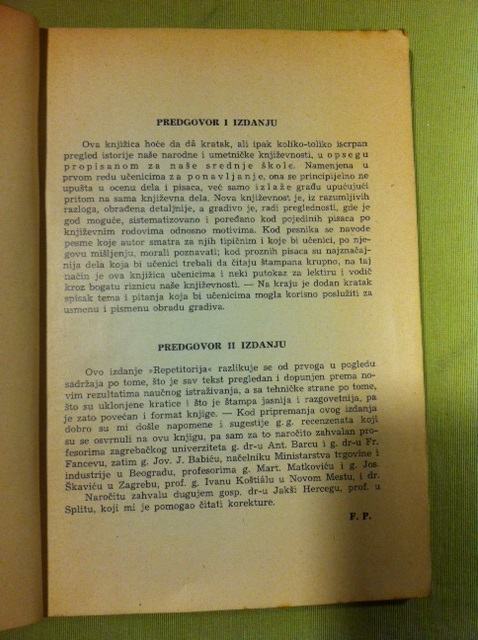 PREDGOVOR I IZDANJU
Ova knjižica hoće da dâ kratak, ali ipak koliko-toliko iscrpan
pregled istorije naše narodne i umetničke književnosti, u opsegu
propisanom za naše srednje škole. Namenjena u
prvom redu učenicima za ponavljanje, ona se principijelno ne
upušta u ocenu dela i pisaca, već samo izlaže građu upućujući
pritom na sama književna dela. Nova književnost je, iz razumljivih
razloga, obrađena detaljnije, a gradivo je, radi preglednosti, gde je
god moguće, sistematizovano i poređano kod pojedinih pisaca po
književnim rodovima odnosno motivima. Kod pesnika se navode
pesme koje autor smatra za njih tipičnim i koje bi učenici, po nje-
govu mišljenju, morali poznavati; kod proznih pisaca su najznačaj-
nija dela koja bi učenici trebali da čitaju štampana krupno, na taj
način je ova knjižica učenicima i neki putokaz za lektiru i vodič
kroz bogatu riznicu naše književnosti. — Na kraju je dodan kratak
spisak tema i pitanja koja bi učenicima mogla korisno poslužiti za
usmenu i pismenu obradu gradiva.
PREDGOVOR II IZDANJU
Ovo izdanje »Repetitorija« razlikuje se od prvoga u pogledu
sadržaja po tome, što je sav tekst pregledan i dopunjen prema no-
vim rezultatima naučnog istraživanja, a sa tehničke strane po tome,
što su uklonjene kratice i što je štampa jasnija i razgovetnija, pa
je zato povećan i format knjige. — Kod pripremanja ovog izdanja
dobro su mi došle napomene i sugestije g. g. recenzenata koji
su se osvrnuli na ovu knjigu, pa sam za to naročito zahvalan pro-
fesorima zagrebačkog univerziteta g. dr-u Ant. Barcu i g. dr-u Fr.
Fancevu, zatim g. Jov. J. Babiću, načelniku Ministarstva trgovine i
industrije u Beogradu, profesorima g. Mart. Matkoviću i g. Jos.
Škaviću u Zagrebu, prof. g. Ivanu Koštiálu u Novom Mestu, i dr.
Naročitu zahvalu dugujem gosp. dr-u Jakši Hercegu, prof. u
Splitu, koji mi je pomogao čitati korekture.
F. P.